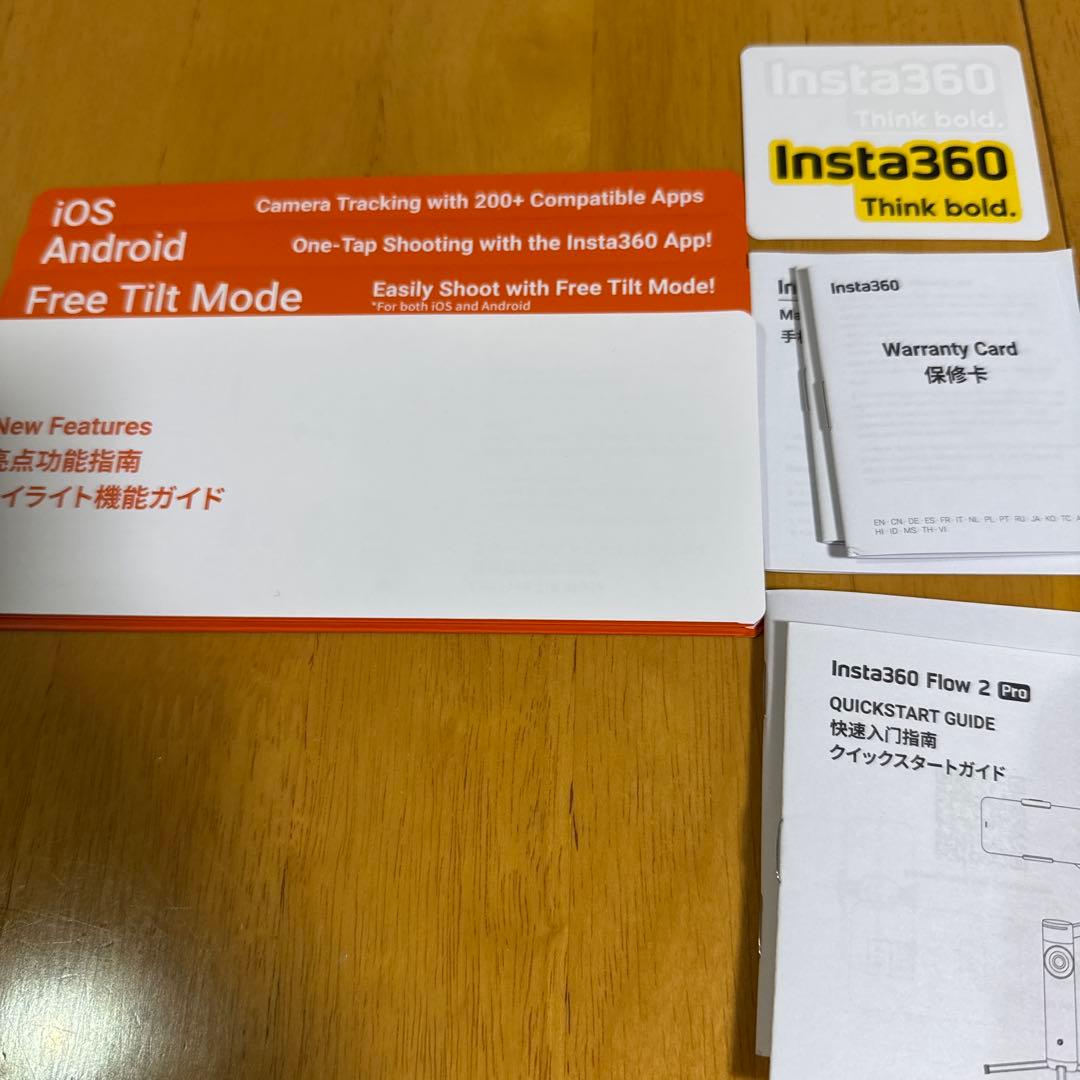 iOS
Camera Tracking with 200+ Compatible Apps
Android
One-Tap Shooting with the Insta360 App!
Free Tilt Mode
Easily Shoot with Free Tilt Mode!
*For both iOS and Android
New Features
亮点功能指南
イライト機能ガイド
Insta360
Think bold.
Insta360
Think bold.
In
Ma
手
Insta360
Warranty Card
保修卡
EN· CN· DE· ES· FR· IT· NL· PL· PT· RU· JA· KO· TC·
HI· ID· MS· TH· VI
Insta360 Flow 2 Pro
QUICKSTART GUIDE
快速入门指南
クイックスタートガイド